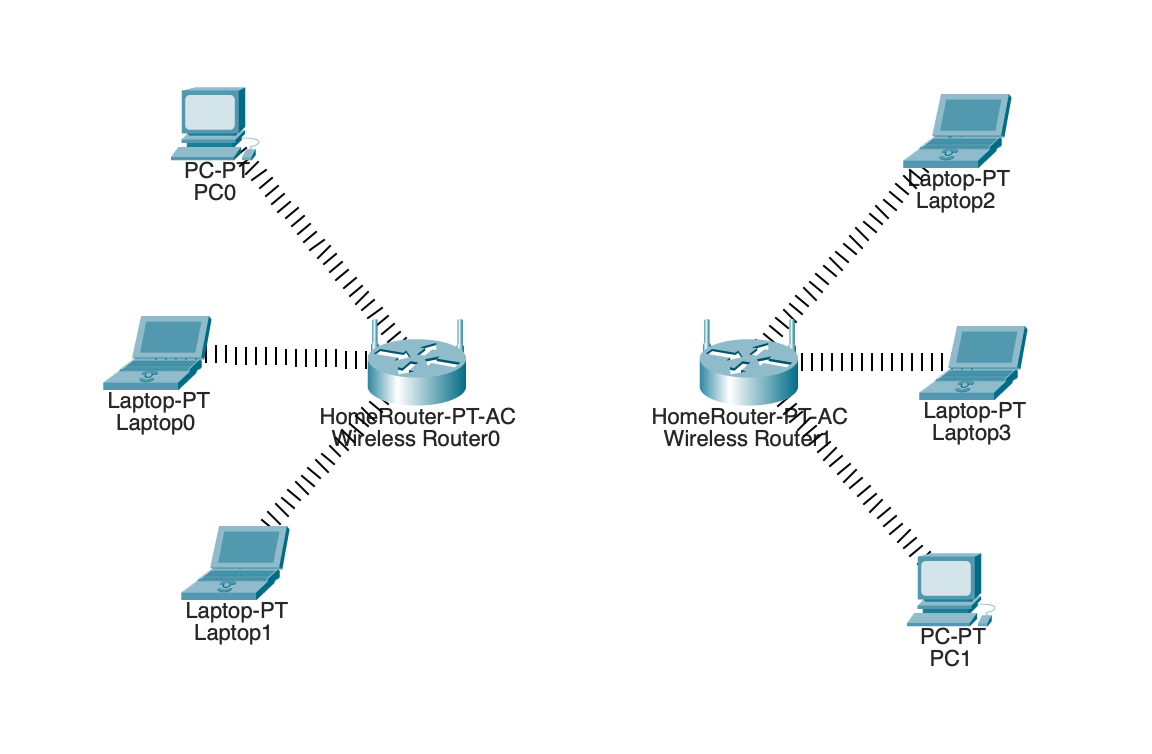 PC-PT
PC0
Laptop-PT
Laptop2
Laptop-PT
Laptop0
HomeRouter-PT-AC
Wireless Router0
HomeRouter-PT-AC
Wireless Router1
Laptop-PT
Laptop3
Laptop-PT
Laptop1
PC-PT
PC1